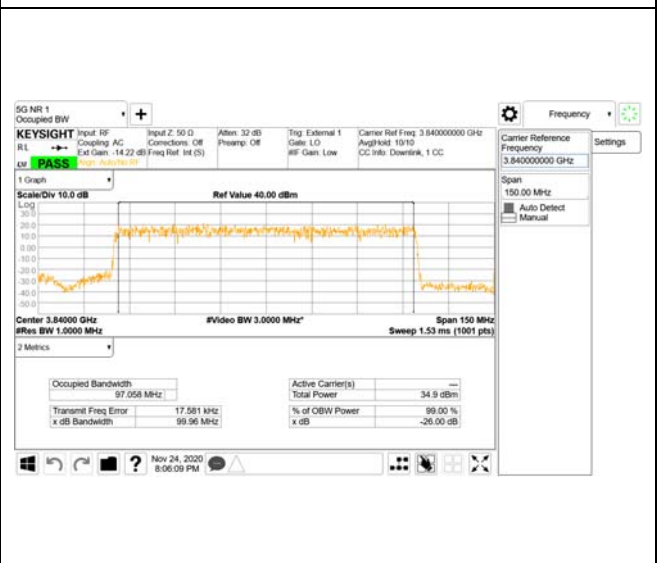 5G NR 1
Occupied BW
Frequency
KEYSIGHT
RL
LV
PASS
Input: RF
Coupling: AC
Ext Gain: -14.22 dB
Align: Auto/No RF
Input Z: 50 Ω
Corrections: Off
Freq Ref: Int (S)
Atten: 32 dB
Preamp: Off
Trig: External 1
Gate: LO
#IF Gain: Low
Carrier Ref Freq: 3.840000000 GHz
Avg|Hold: 10/10
CC Info: Downlink, 1 CC
Carrier Reference
Frequency
3.840000000 GHz
Settings
Span
150.00 MHz
Auto Detect
Manual
1 Graph
Scale/Div 10.0 dB
Ref Value 40.00 dBm
Log
30.0
20.0
10.0
0.00
-10.0
-20.0
-30.0
-40.0
-50.0
Center 3.84000 GHz
#Video BW 3.0000 MHz*
Span 150 MHz
#Res BW 1.0000 MHz
Sweep 1.53 ms (1001 pts)
2 Metrics
Occupied Bandwidth
97.058 MHz
Transmit Freq Error 17.581 kHz
x dB Bandwidth 99.96 MHz
Active Carrier(s) ---
Total Power 34.9 dBm
% of OBW Power 99.00 %
x dB -26.00 dB
?
Nov 24, 2020
8:06:09 PM